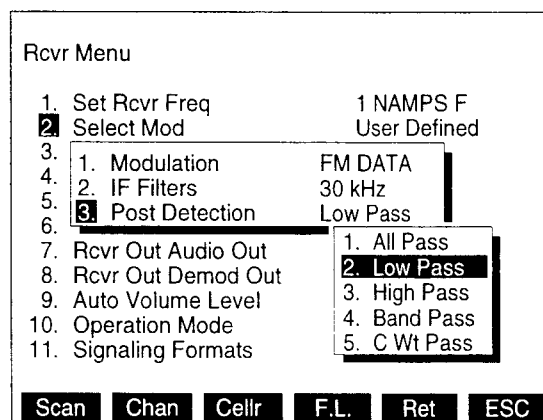 Rcvr Menu
1. Set Rcvr Freq 1 NAMPS F
2. Select Mod User Defined
3.
4.
5.
6.
1. Modulation FM DATA
2. IF Filters 30 kHz
3. Post Detection Low Pass
1. All Pass
2. Low Pass
3. High Pass
4. Band Pass
5. C Wt Pass
7. Rcvr Out Audio Out
8. Rcvr Out Demod Out
9. Auto Volume Level
10. Operation Mode
11. Signaling Formats
Scan Chan Cellr F.L. Ret ESC